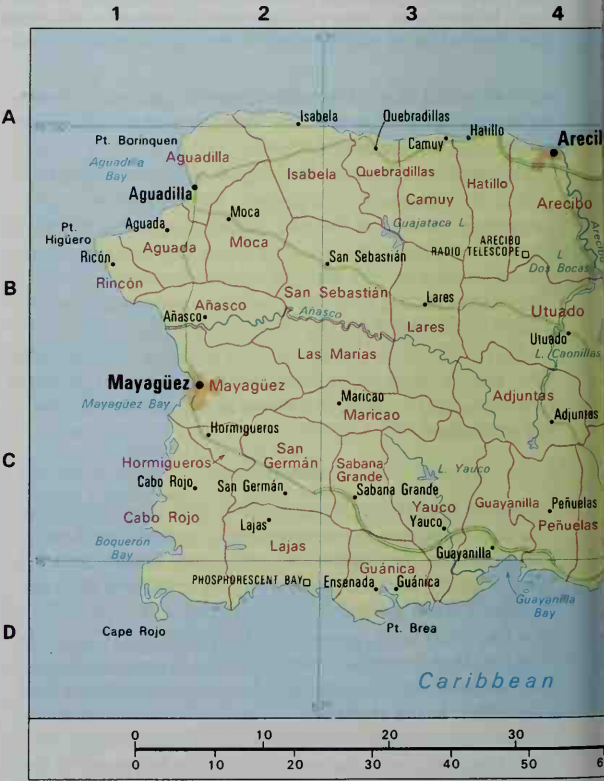 1 2 3 4
A
B
C
D
Isabela
Quebradillas
Hatillo
Camuy
Arecil
Pt. Borinquen
Aguadilla
Aguadilla
Bay
Isabela
Quebradillas
Camuy
Hatillo
Arecibo
Aguadilla
Moca
Aguada
Pt.
Higüero
Aguada
Moca
Guajataca L
ARECIBO
RADIO TELESCOPE
L
Dos Bocas
Arecibo
Ricón
Rincón
San Sebastián
San Sebastián
Lares
Lares
Utuado
Utuado
L. Caonillas
Añasco
Añasco
Añasco
Las Marías
Mayagüez
Mayagüez
Mayagüez Bay
Maricao
Maricao
Adjuntas
Adjuntas
Hormigueros
Hormigueros
San
Germán
Sabana
Grande
L. Yauco
Cabo Rojo
San Germán
Sabana Grande
Yauco
Guayanilla
Peñuelas
Peñuelas
Cabo Rojo
Lajas
Yauco
Lajas
Guayanilla
Boquerón
Bay
Guánica
PHOSPHORESCENT BAY
Ensenada
Guánica
Guayanilla
Bay
Cape Rojo
Pt. Brea
Caribbean
0 10 20 30
0 10 20 30 40 50 6